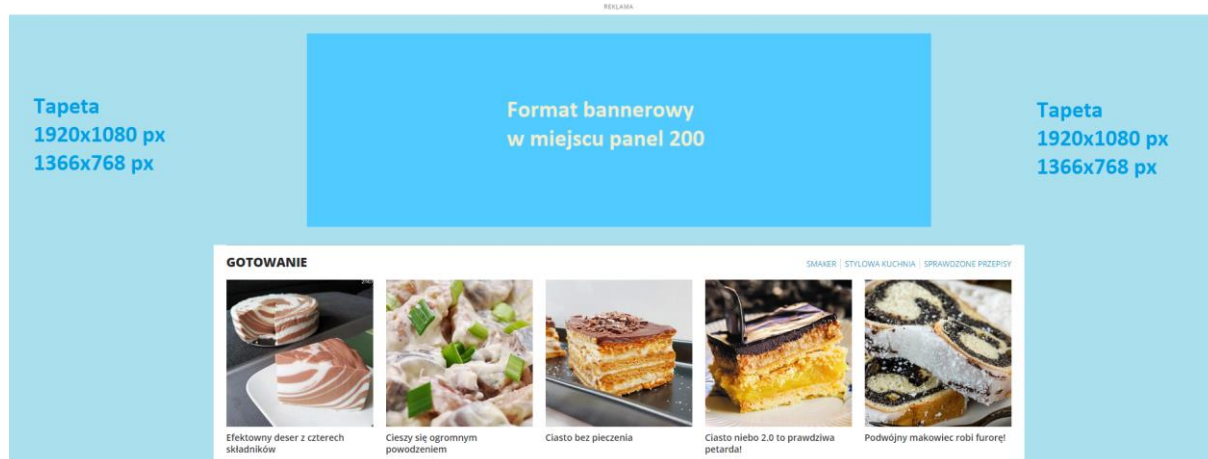 REKLAMA
Tapeta
1920x1080 px
1366x768 px
Format bannerowy
w miejscu panel 200
Tapeta
1920x1080 px
1366x768 px
GOTOWANIE
SMAKER | STYLOWA KUCHNIA | SPRAWDZONE PRZEPISY
Efektowny deser z czterech
składników
Cieszy się ogromnym
powodzeniem
Ciasto bez pieczenia
Ciasto niebo 2.0 to prawdziwa
petarda!
Podwójny makowiec robi furorę!